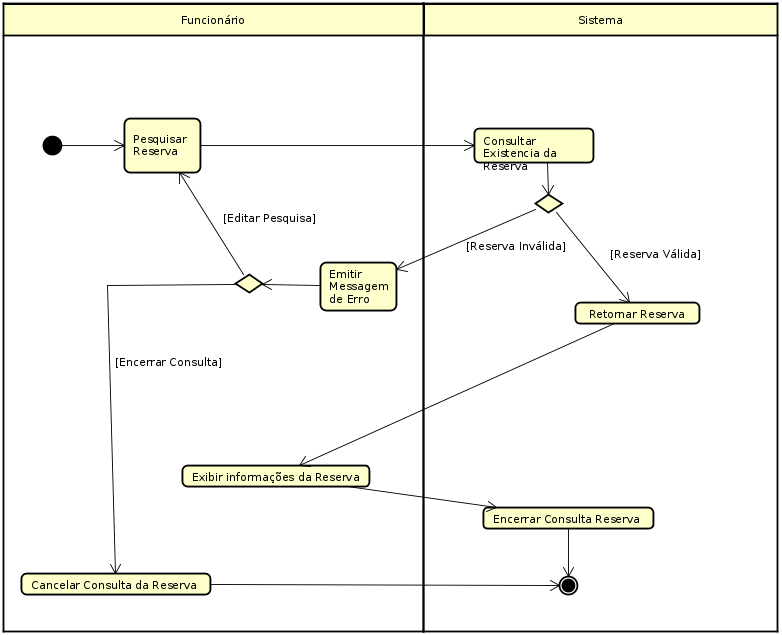 Funcionário
Sistema
Pesquisar
Reserva
Consultar
Existencia da
Reserva
[Editar Pesquisa]
[Reserva Inválida]
[Reserva Válida]
Emitir
Messagem
de Erro
Retornar Reserva
[Encerrar Consulta]
Exibir informações da Reserva
Encerrar Consulta Reserva
Cancelar Consulta da Reserva